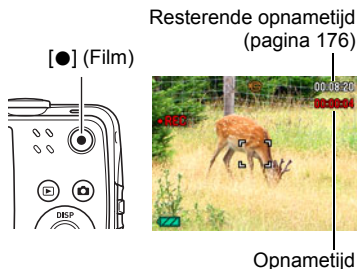 Resterende opnametijd
(pagina 176)
[●] (Film)
00:08:20
00:00:04
●REC
DISP
Opnametijd